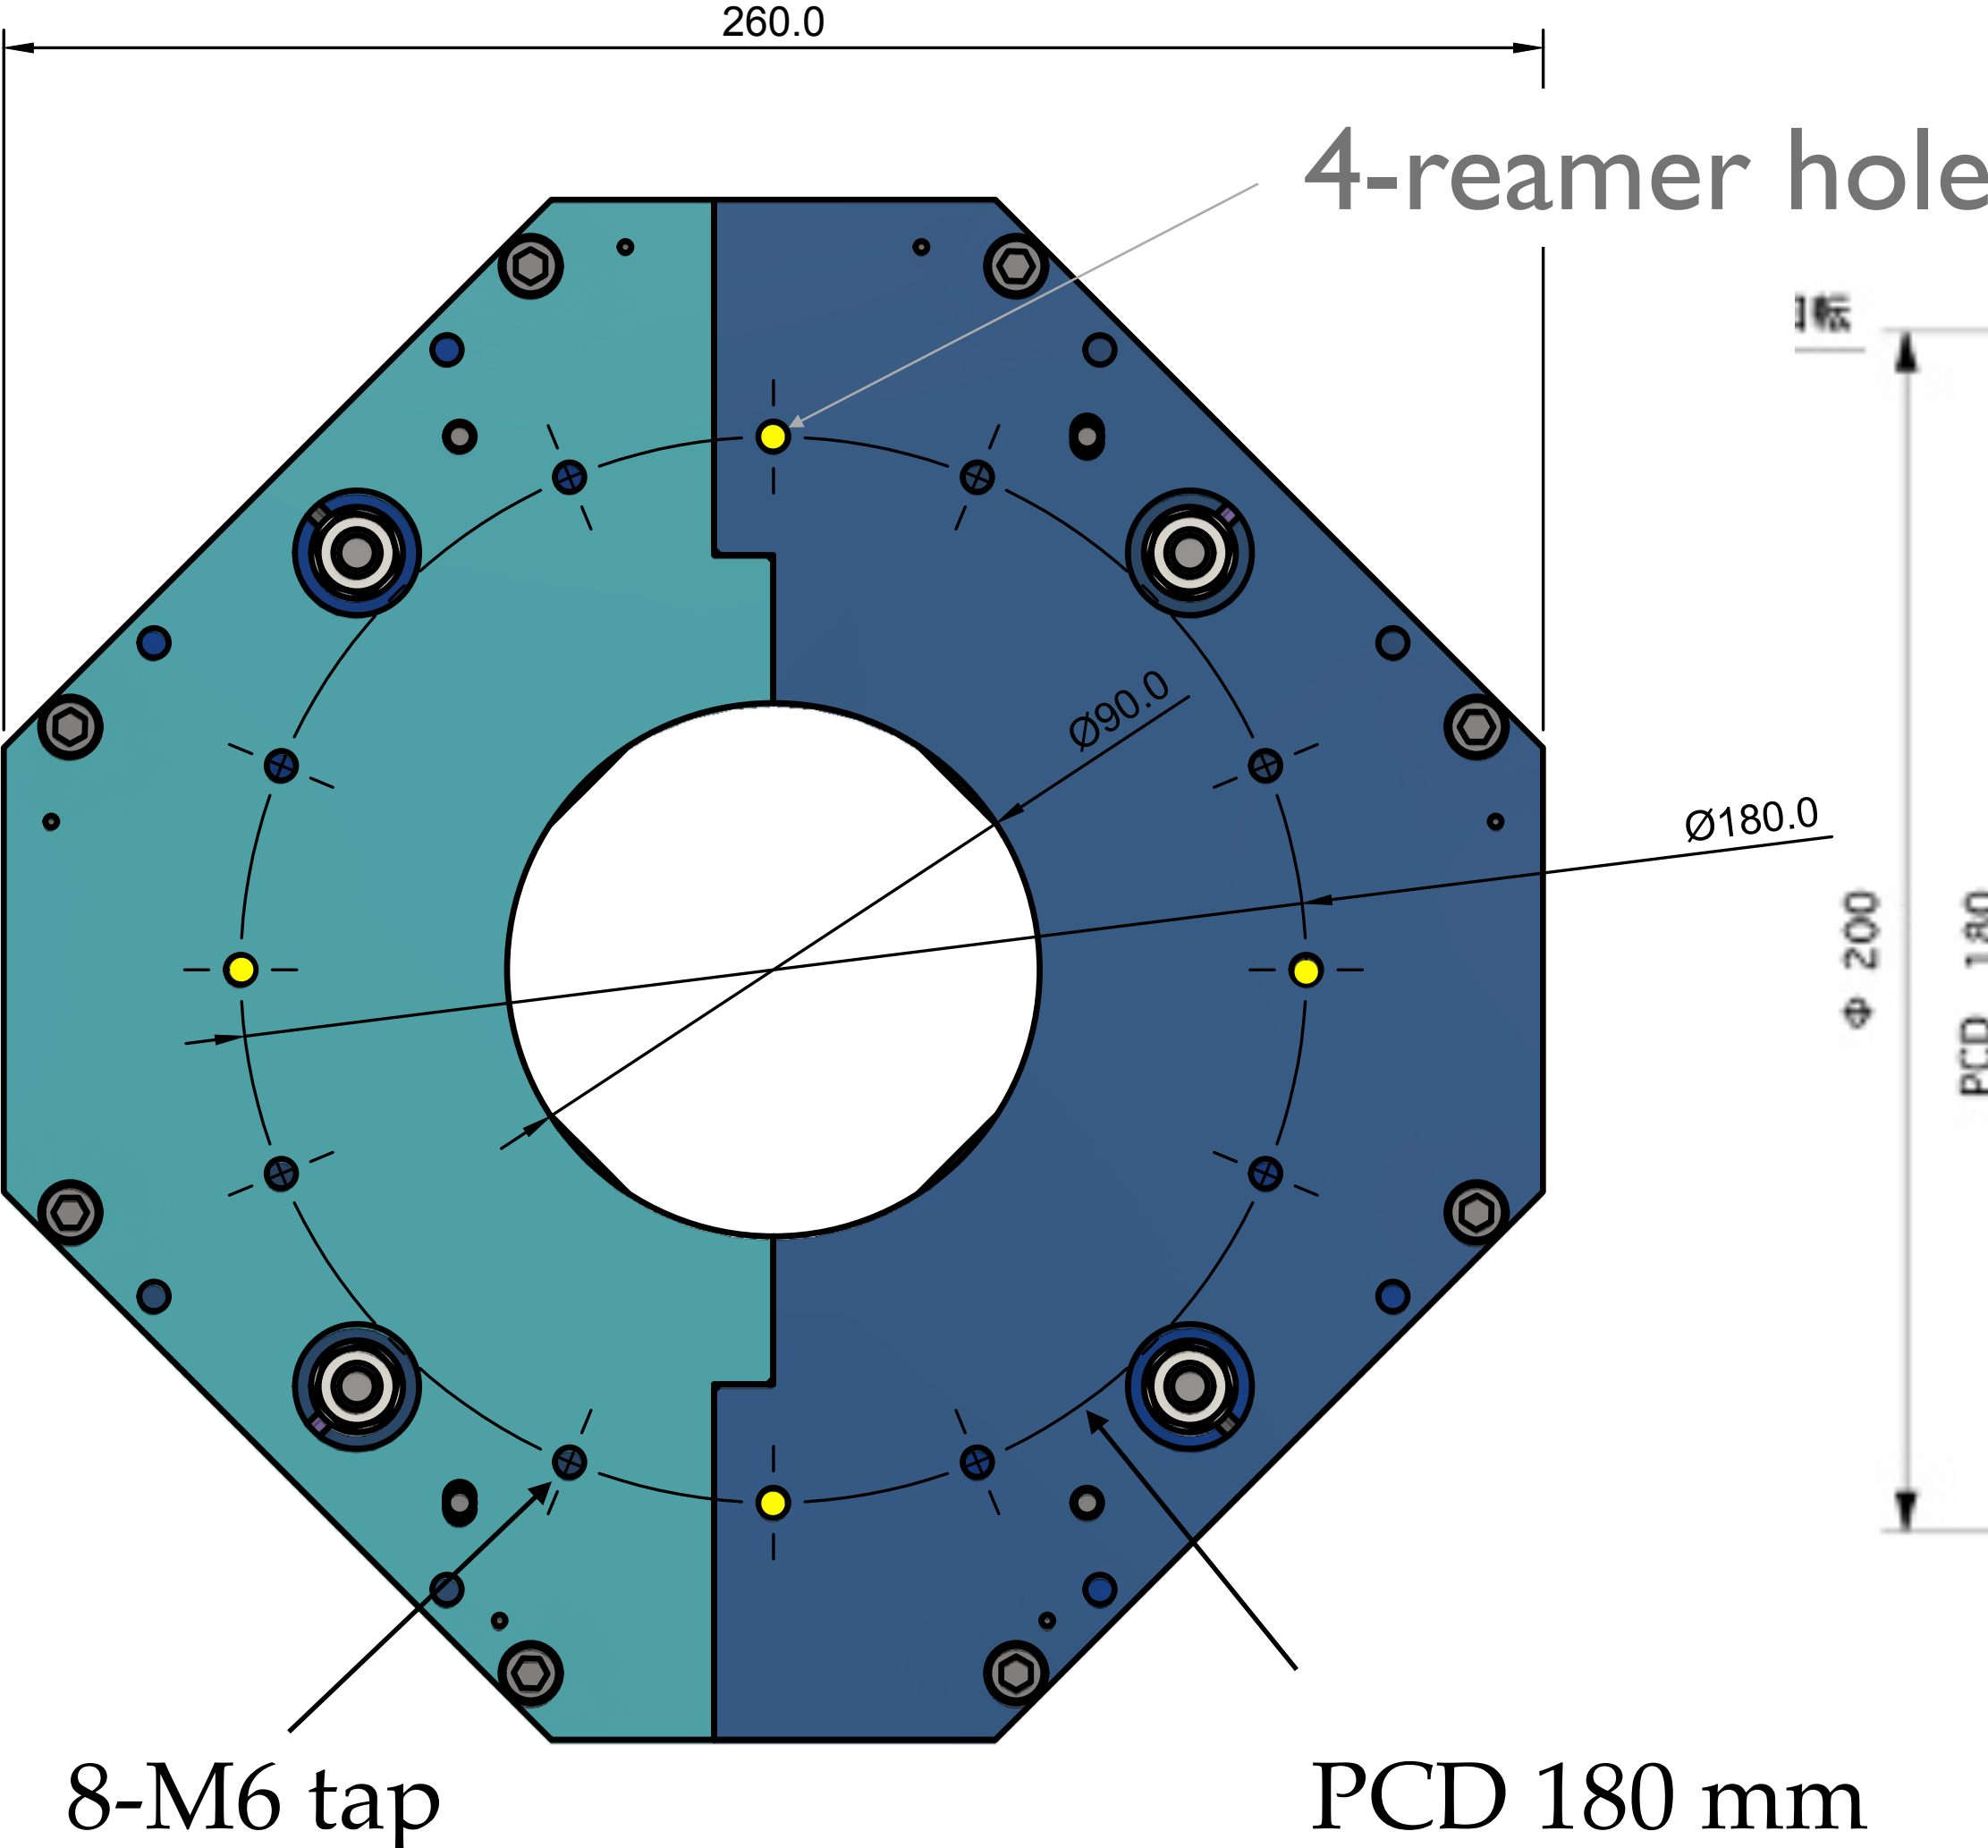 260.0
4-reamer hole
Ø90.0
Ø180.0
Φ 200
PCD 180
8-M6 tap
PCD 180 mm